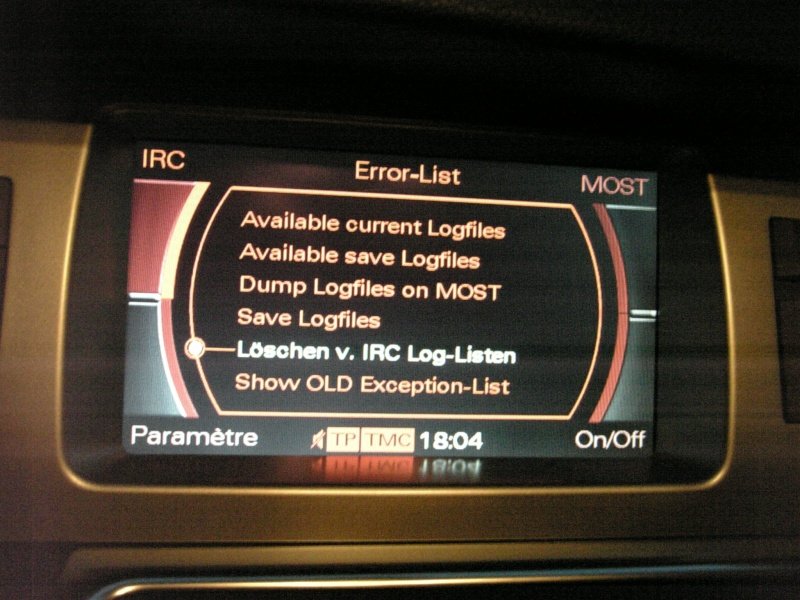 IRC
Error-List
MOST
Available current Logfiles
Available save Logfiles
Dump Logfiles on MOST
Save Logfiles
Löschen v. IRC Log-Listen
Show OLD Exception-List
Paramètre
TP TMC 18:04
On/Off